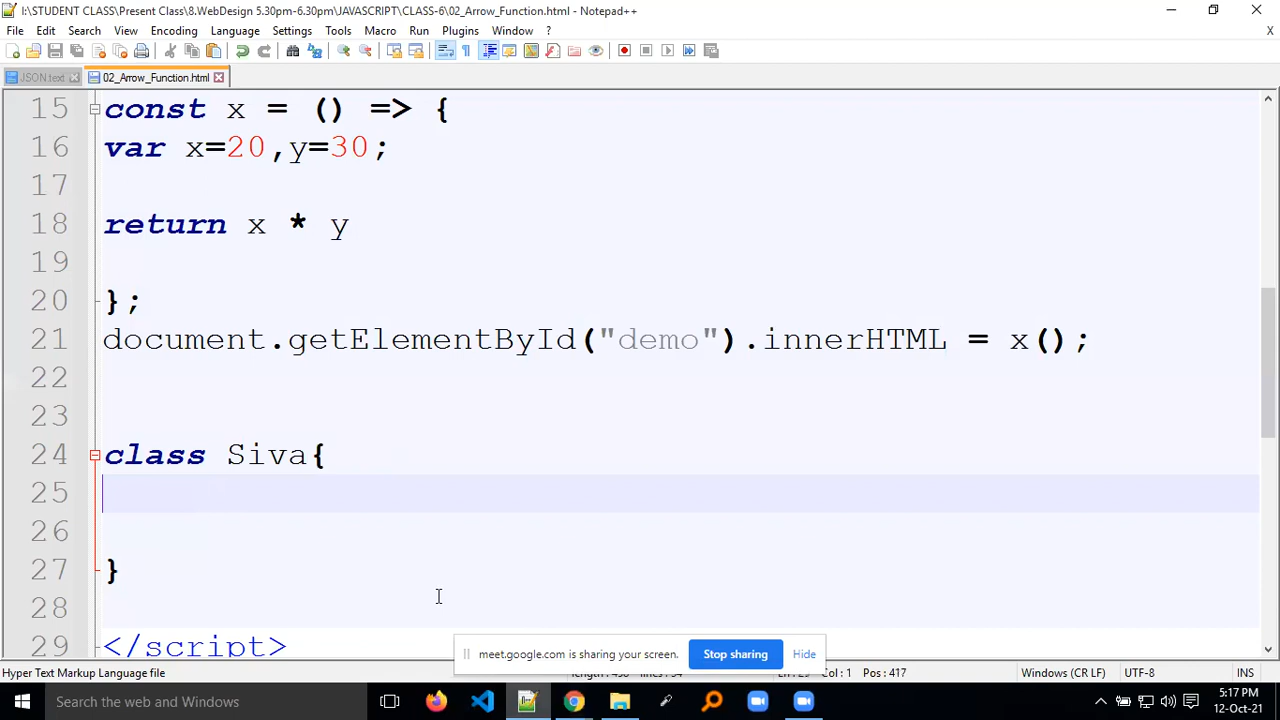 I:\STUDENT CLASS\Present Class\8.WebDesign 5.30pm-6.30pm\JAVASCRIPT\CLASS-6\02_Arrow_Function.html - Notepad++
File Edit Search View Encoding Language Settings Tools Macro Run Plugins Window ? X
JSON.text 02_Arrow_Function.html
15 const x = () => {
16 var x=20,y=30;
17
18 return x * y
19
20 };
21 document.getElementById("demo").innerHTML = x();
22
23
24 class Siva{
25
26
27 }
28
29 </script>
meet.google.com is sharing your screen. Stop sharing Hide
Hyper Text Markup Language file Col : 1 Pos : 417 Windows (CR LF) UTF-8 INS
Search the web and Windows
5:17 PM
12-Oct-21